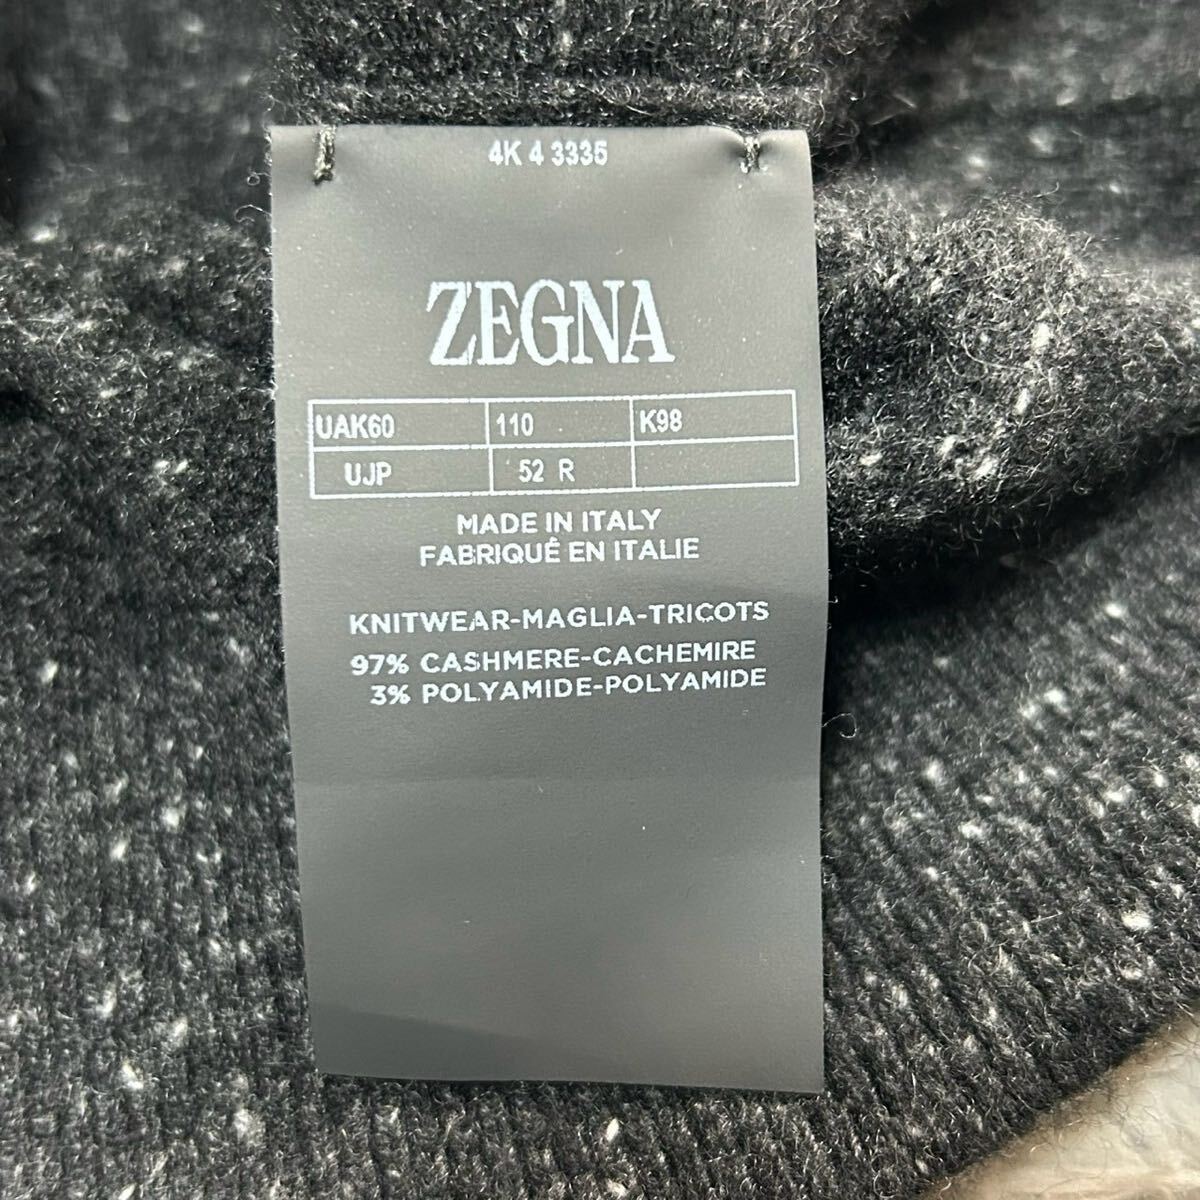 4K 4 3335
ZEGNA
UAK60 110 K98
UJP 52 R
MADE IN ITALY
FABRIQUÉ EN ITALIE
KNITWEAR-MAGLIA-TRICOTS
97% CASHMERE-CACHEMIRE
3% POLYAMIDE-POLYAMIDE